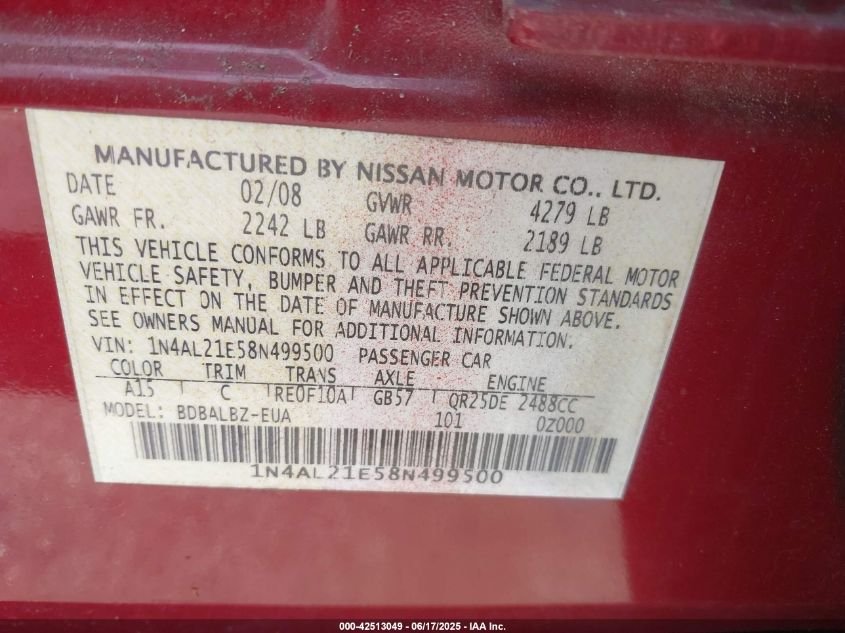 MANUFACTURED BY NISSAN MOTOR CO., LTD.
DATE 02/08 GVWR 4279 LB
GAWR FR. 2242 LB GAWR RR. 2189 LB
THIS VEHICLE CONFORMS TO ALL APPLICABLE FEDERAL MOTOR
VEHICLE SAFETY, BUMPER AND THEFT PREVENTION STANDARDS
IN EFFECT ON THE DATE OF MANUFACTURE SHOWN ABOVE.
SEE OWNERS MANUAL FOR ADDITIONAL INFORMATION.
VIN: 1N4AL21E58N499500 PASSENGER CAR
COLOR TRIM TRANS AXLE ENGINE
A15 C RE0F10A GB57 QR25DE 2488CC
MODEL: BDBALBZ-EUA 101 0Z000
1N4AL21E58N499500
000-42513049 - 06/17/2025 - IAA Inc.